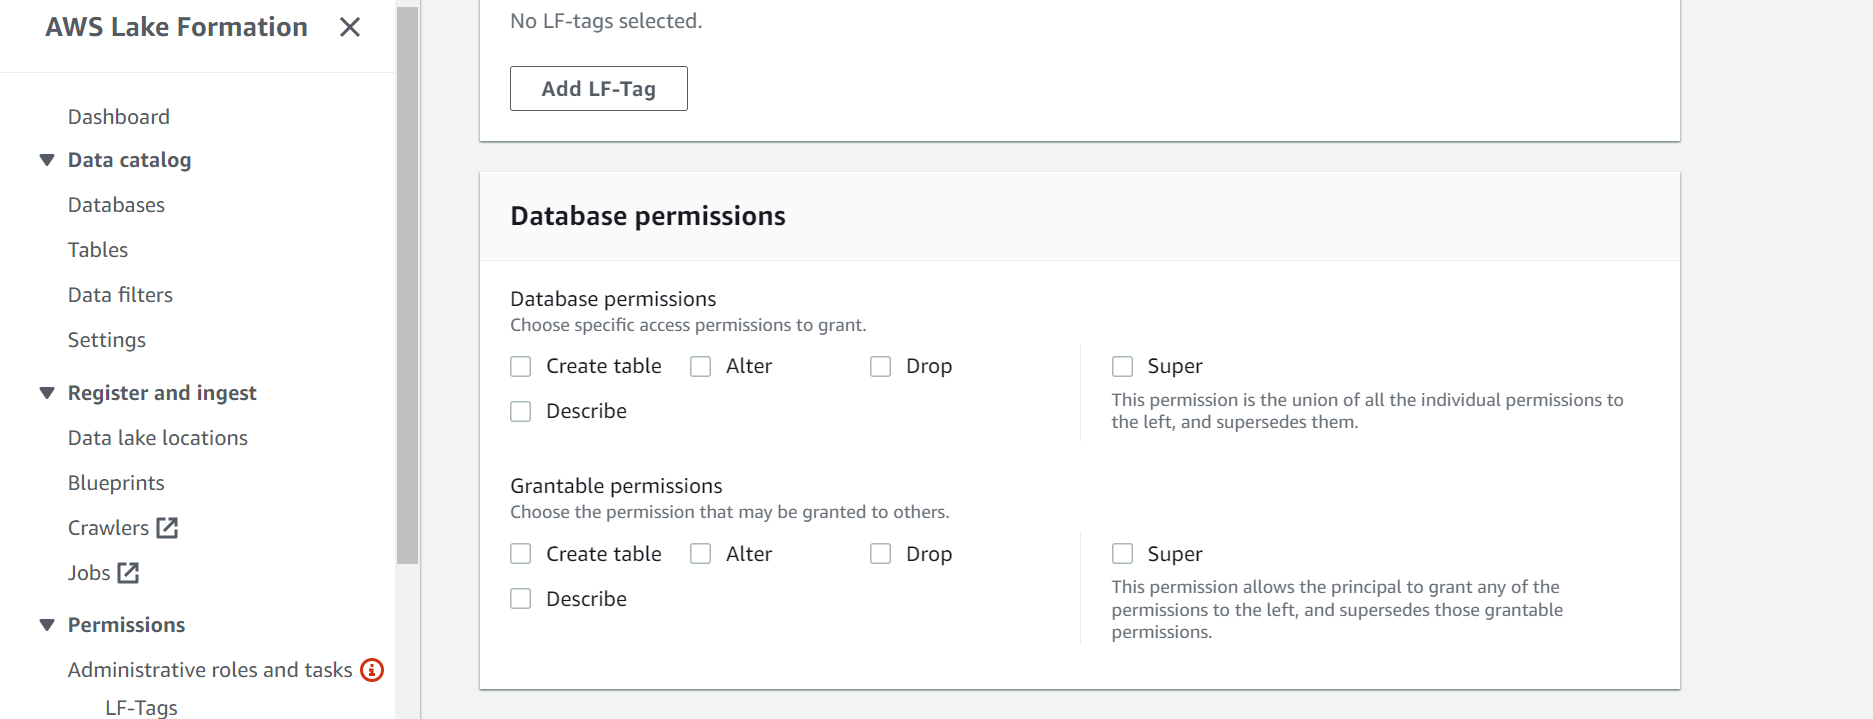 AWS Lake Formation
Dashboard
Data catalog
Databases
Tables
Data filters
Settings
Register and ingest
Data lake locations
Blueprints
Crawlers
Jobs
Permissions
Administrative roles and tasks
LF-Tags
No LF-tags selected.
Add LF-Tag
Database permissions
Database permissions
Choose specific access permissions to grant.
Create table
Alter
Drop
Describe
Super
This permission is the union of all the individual permissions to
the left, and supersedes them.
Grantable permissions
Choose the permission that may be granted to others.
Create table
Alter
Drop
Describe
Super
This permission allows the principal to grant any of the
permissions to the left, and supersedes those grantable
permissions.